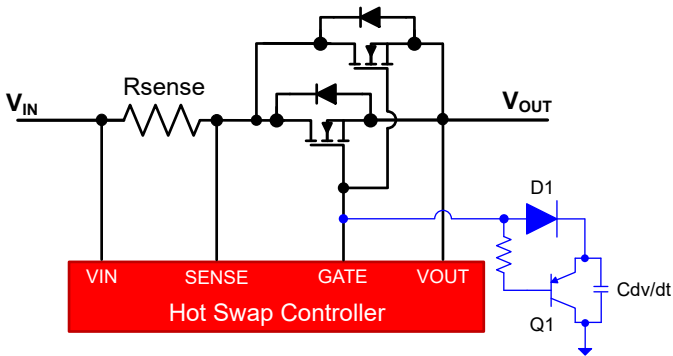 Rsense
VIN
VOUT
D1
VIN
SENSE
GATE
VOUT
Cdv/dt
Hot Swap Controller
Q1